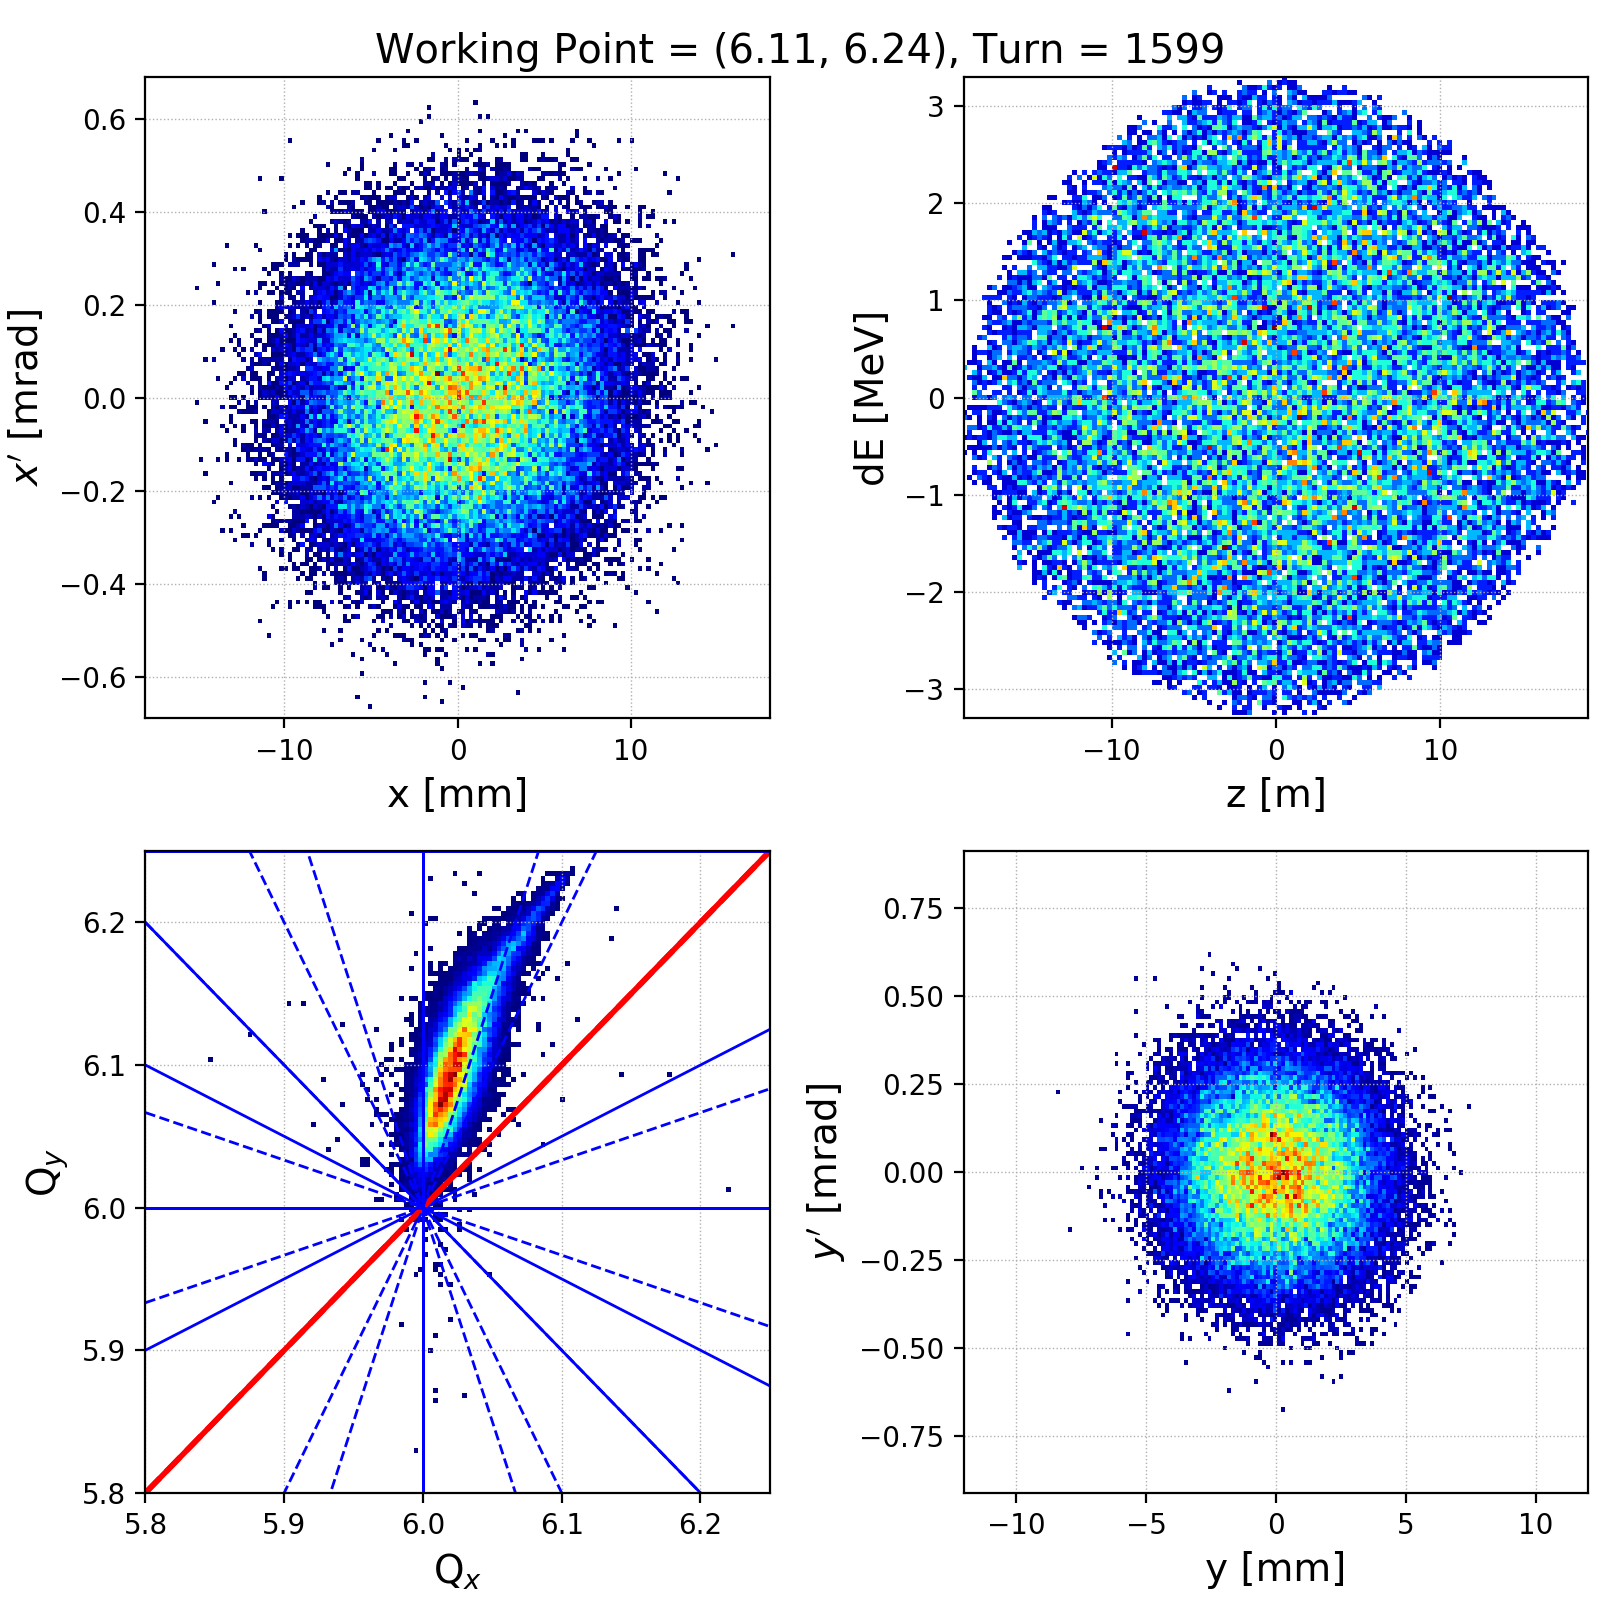 Working Point = (6.11, 6.24), Turn = 1599
0.6
0.4
0.2
0.0
−0.2
−0.4
−0.6
x′ [mrad]
−10 0 10
x [mm]
3
2
1
0
−1
−2
−3
dE [MeV]
−10 0 10
z [m]
6.2
6.1
6.0
5.9
5.8
Qy
5.8 5.9 6.0 6.1 6.2
Qx
0.75
0.50
0.25
0.00
−0.25
−0.50
−0.75
y′ [mrad]
−10 −5 0 5 10
y [mm]